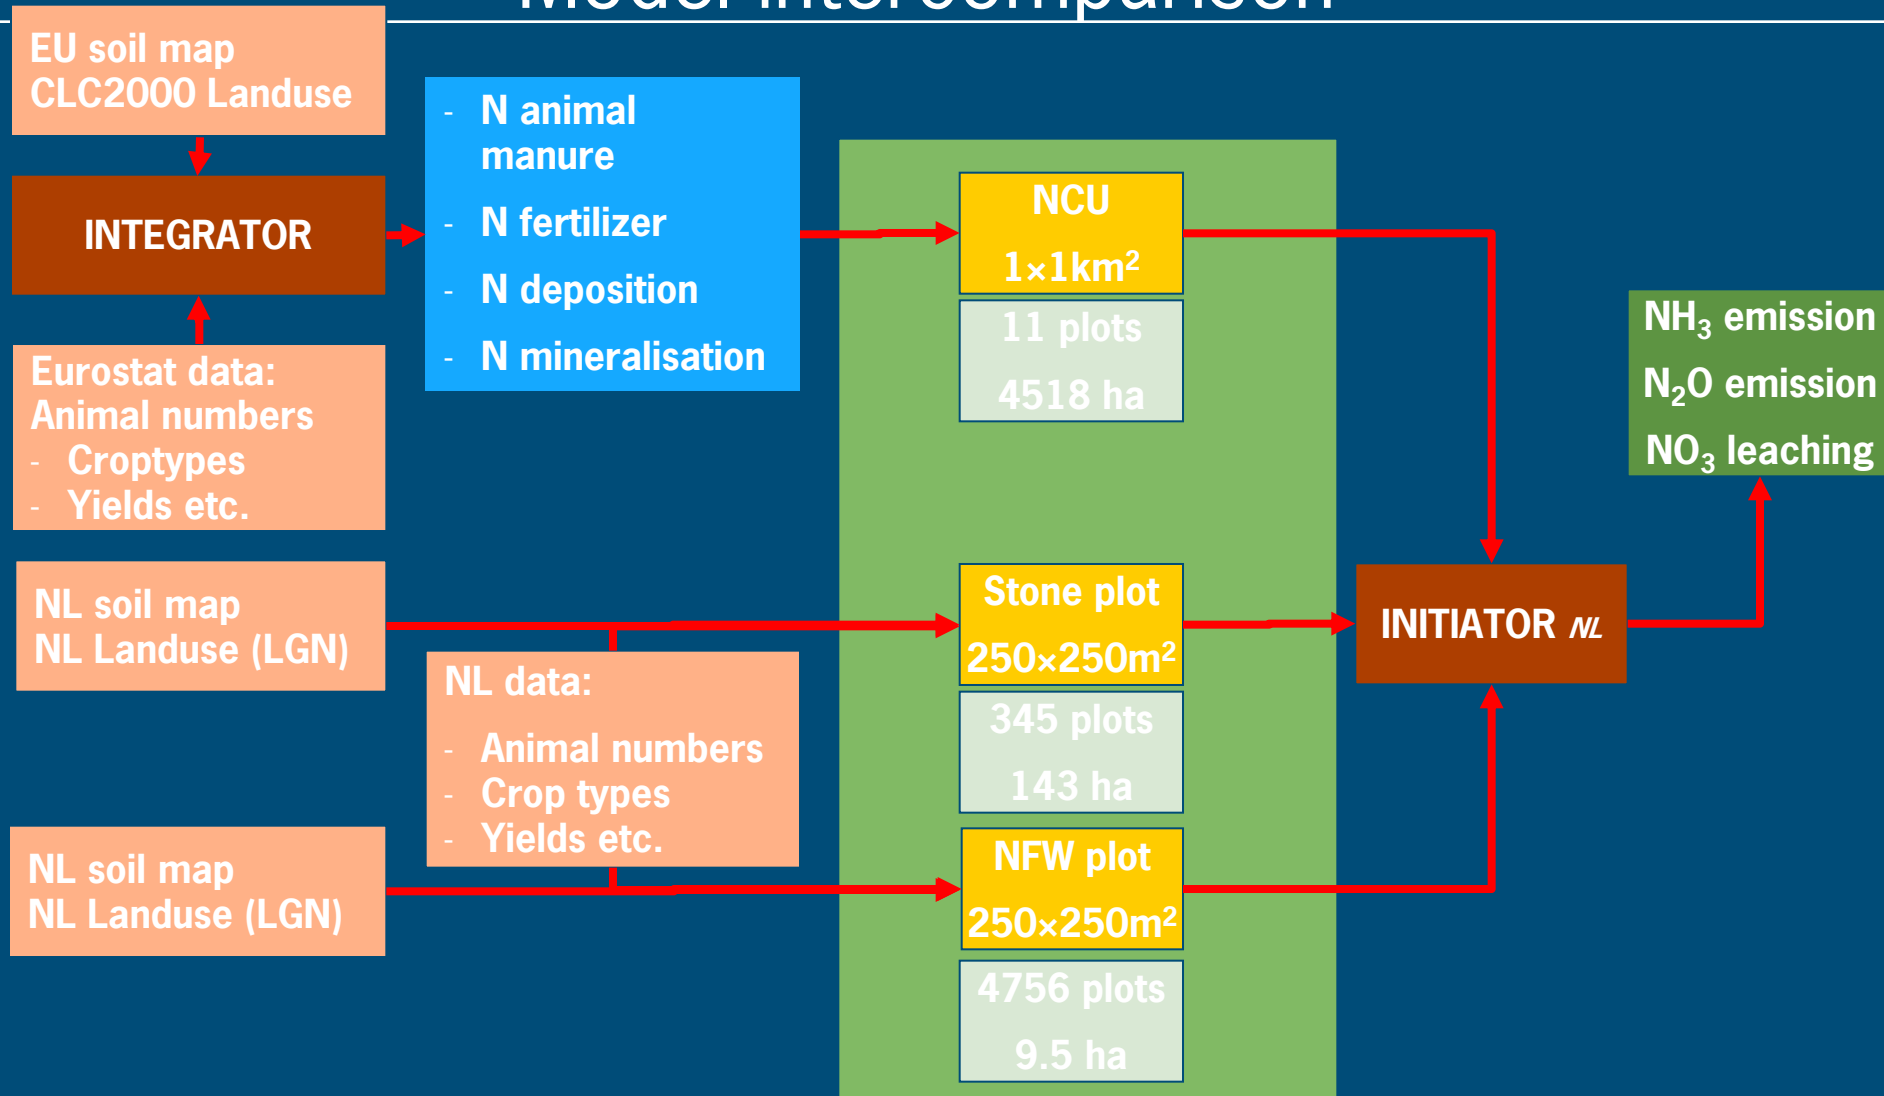 Model intercomparison
EU soil map
CLC2000 Landuse
INTEGRATOR
Eurostat data:
Animal numbers
- Croptypes
- Yields etc.
- N animal
manure
- N fertilizer
- N deposition
- N mineralisation
NCU
1×1km²
11 plots
4518 ha
NH₃ emission
N₂O emission
NO₃ leaching
NL soil map
NL Landuse (LGN)
NL data:
- Animal numbers
- Crop types
- Yields etc.
Stone plot
250×250m²
345 plots
143 ha
INITIATOR NL
NL soil map
NL Landuse (LGN)
NFW plot
250×250m²
4756 plots
9.5 ha